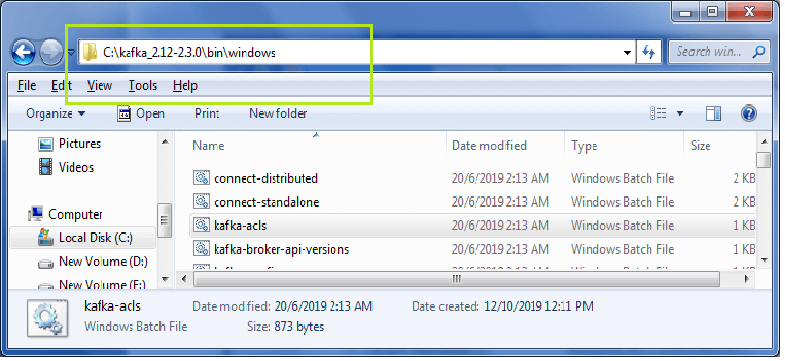 C:\kafka_2.12-2.3.0\bin\windows
Search win...
File Edit View Tools Help
Organize Open Print New folder
Pictures
Videos
Computer
Local Disk (C:)
New Volume (D:)
New Volume (E:)
Name Date modified Type Size
connect-distributed 20/6/2019 2:13 AM Windows Batch File 2 KB
connect-standalone 20/6/2019 2:13 AM Windows Batch File 2 KB
kafka-acls 20/6/2019 2:13 AM Windows Batch File 1 KB
kafka-broker-api-versions 20/6/2019 2:13 AM Windows Batch File 1 KB
kafka-acls Date modified: 20/6/2019 2:13 AM Date created: 12/10/2019 12:11 PM
Windows Batch File Size: 873 bytes